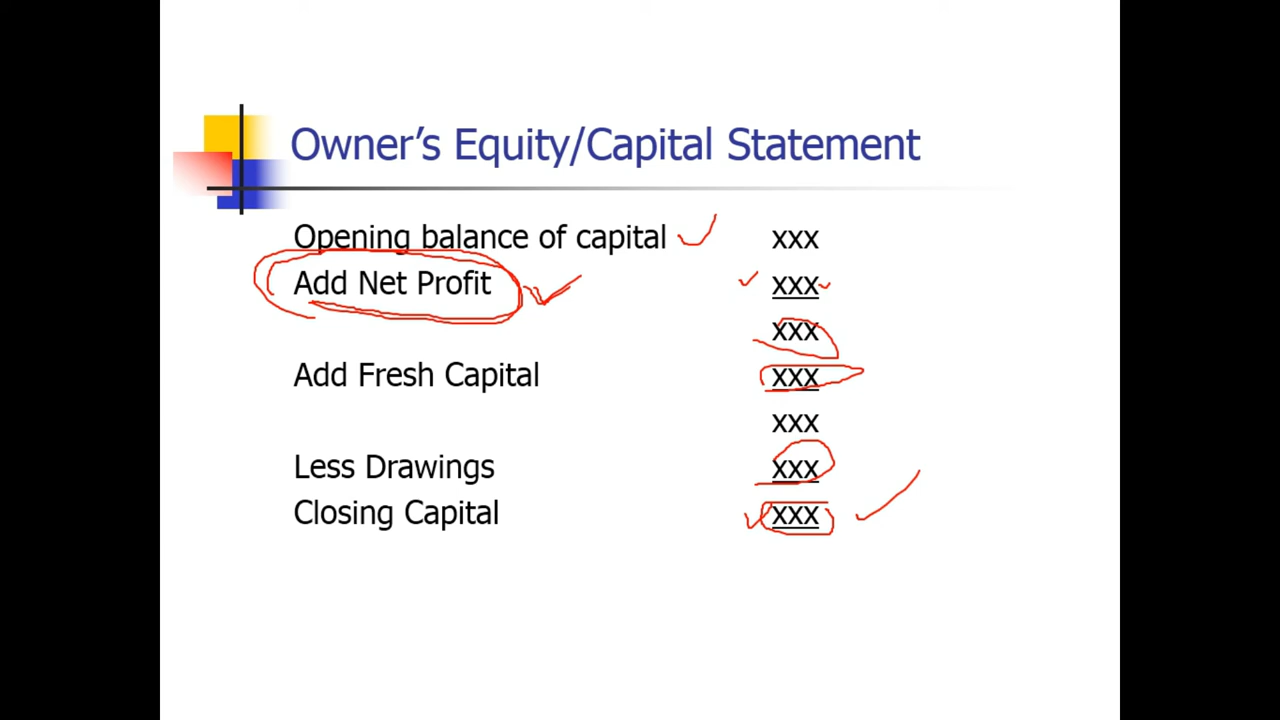 Owner's Equity/Capital Statement
Opening balance of capital xxx
Add Net Profit xxx
xxx
Add Fresh Capital xxx
xxx
Less Drawings xxx
Closing Capital xxx